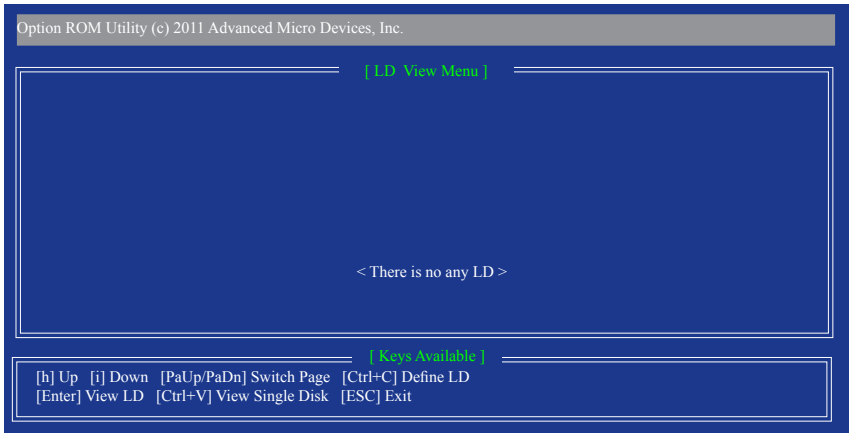 Option ROM Utility (c) 2011 Advanced Micro Devices, Inc.
[ LD View Menu ]
< There is no any LD >
[ Keys Available ]
[h] Up [i] Down [PaUp/PaDn] Switch Page [Ctrl+C] Define LD
[Enter] View LD [Ctrl+V] View Single Disk [ESC] Exit